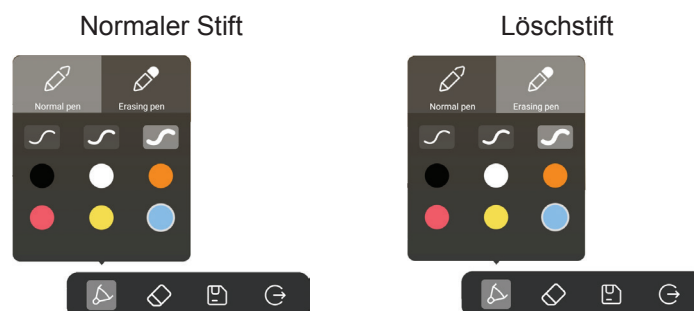 Normaler Stift
Löschstift
Normal pen
Erasing pen
Normal pen
Erasing pen